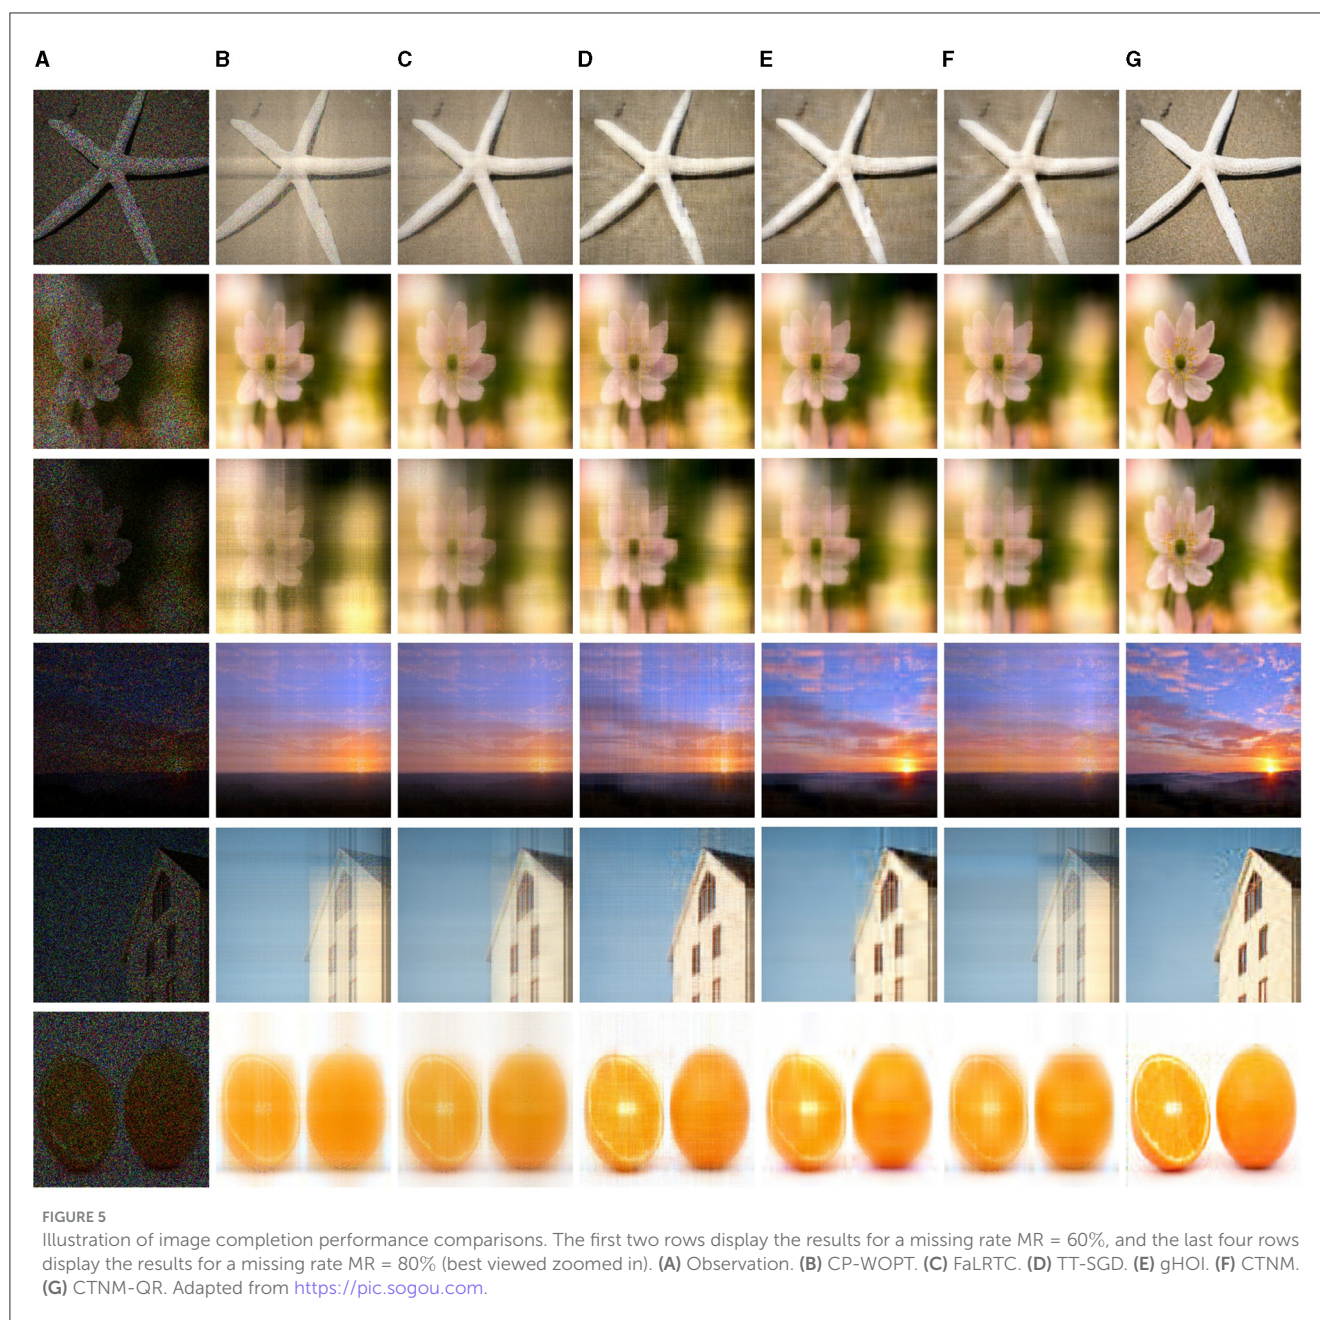 A B C D E F G
FIGURE 5
Illustration of image completion performance comparisons. The first two rows display the results for a missing rate MR = 60%, and the last four rows
display the results for a missing rate MR = 80% (best viewed zoomed in). (A) Observation. (B) CP-WOPT. (C) FaLRTC. (D) TT-SGD. (E) gHOI. (F) CTNM.
(G) CTNM-QR. Adapted from https://pic.sogou.com.